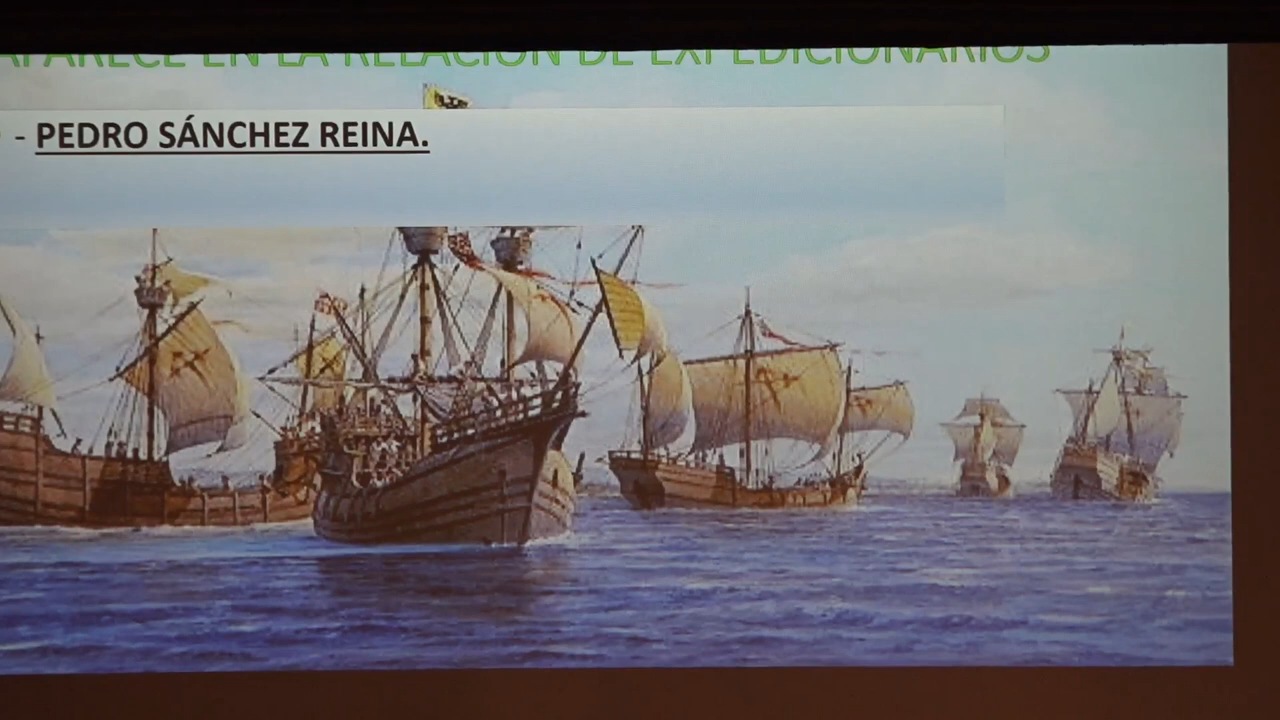 APARECE EN LA RELACIÓN DE EXPEDICIONARIOS
- PEDRO SÁNCHEZ REINA.